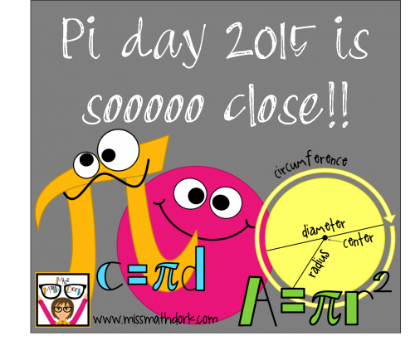 Pi day 2015 is
sooooo close!!
circumference
diameter
center
radius
c=πd
A=πr²
www.missmathdork.com